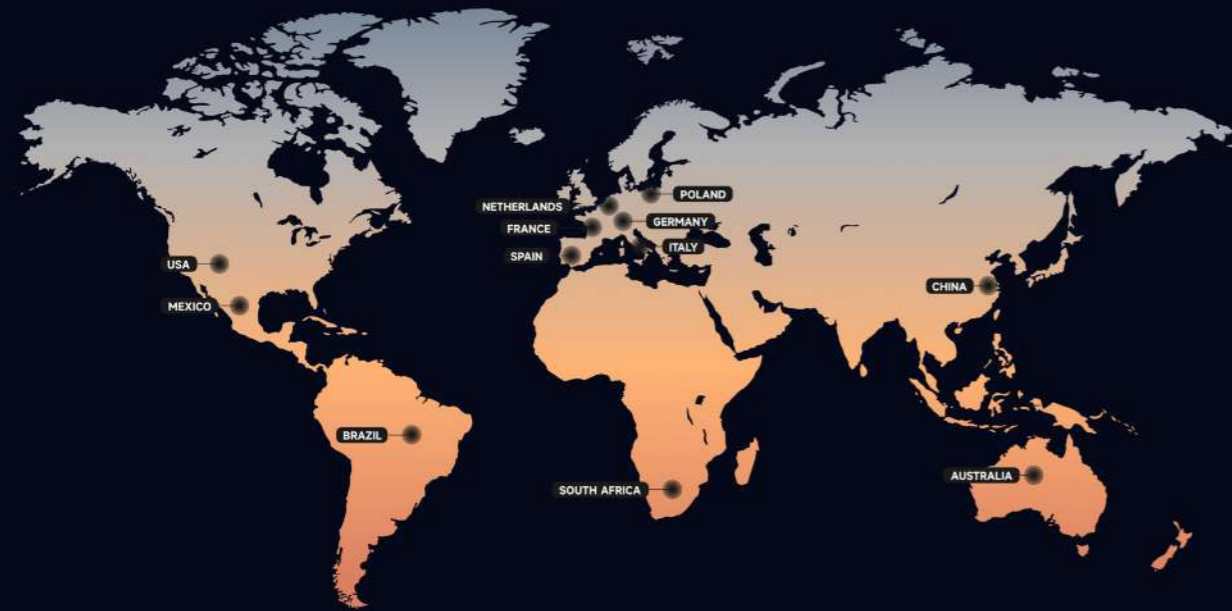 POLAND
NETHERLANDS
GERMANY
FRANCE
ITALY
SPAIN
USA
CHINA
MEXICO
BRAZIL
AUSTRALIA
SOUTH AFRICA